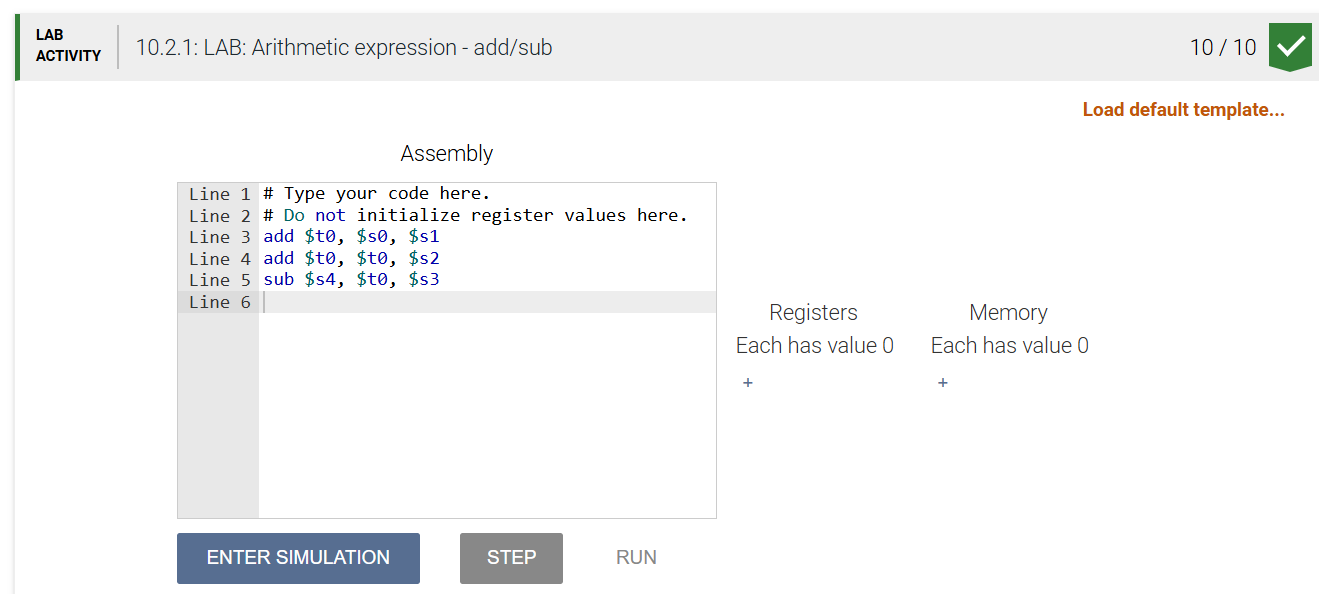 LAB
ACTIVITY
10.2.1: LAB: Arithmetic expression - add/sub
10 / 10
Load default template...
Assembly
Line 1 # Type your code here.
Line 2 # Do not initialize register values here.
Line 3 add $t0, $s0, $s1
Line 4 add $t0, $t0, $s2
Line 5 sub $s4, $t0, $s3
Line 6
Registers
Memory
Each has value 0
Each has value 0
+
+
ENTER SIMULATION
STEP
RUN